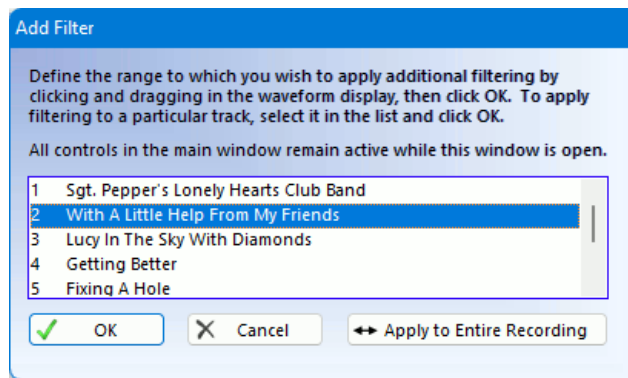 Add Filter
Define the range to which you wish to apply additional filtering by
clicking and dragging in the waveform display, then click OK.  To apply
filtering to a particular track, select it in the list and click OK.
All controls in the main window remain active while this window is open.
1 Sgt. Pepper's Lonely Hearts Club Band
2 With A Little Help From My Friends
3 Lucy In The Sky With Diamonds
4 Getting Better
5 Fixing A Hole
OK Cancel Apply to Entire Recording